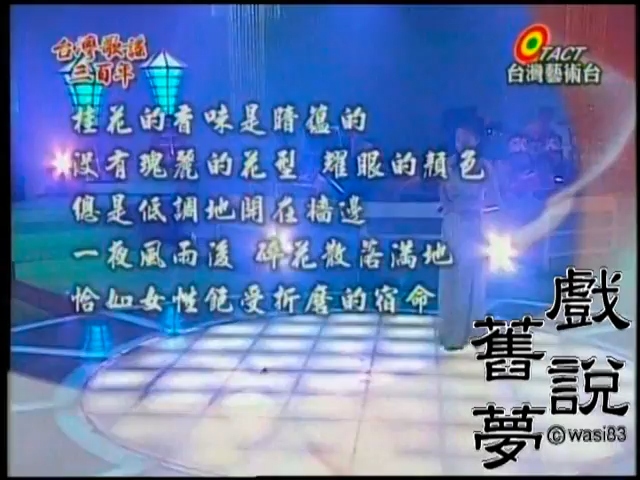 台灣歌謠
三百年
TACT
台灣藝術台
桂花的香味是暗蘊的
沒有瑰麗的花型 耀眼的顏色
總是低調地開在牆邊
一夜風雨後 碎花散落滿地
恰如女性飽受折磨的宿命
戲說
舊夢
©wasi83